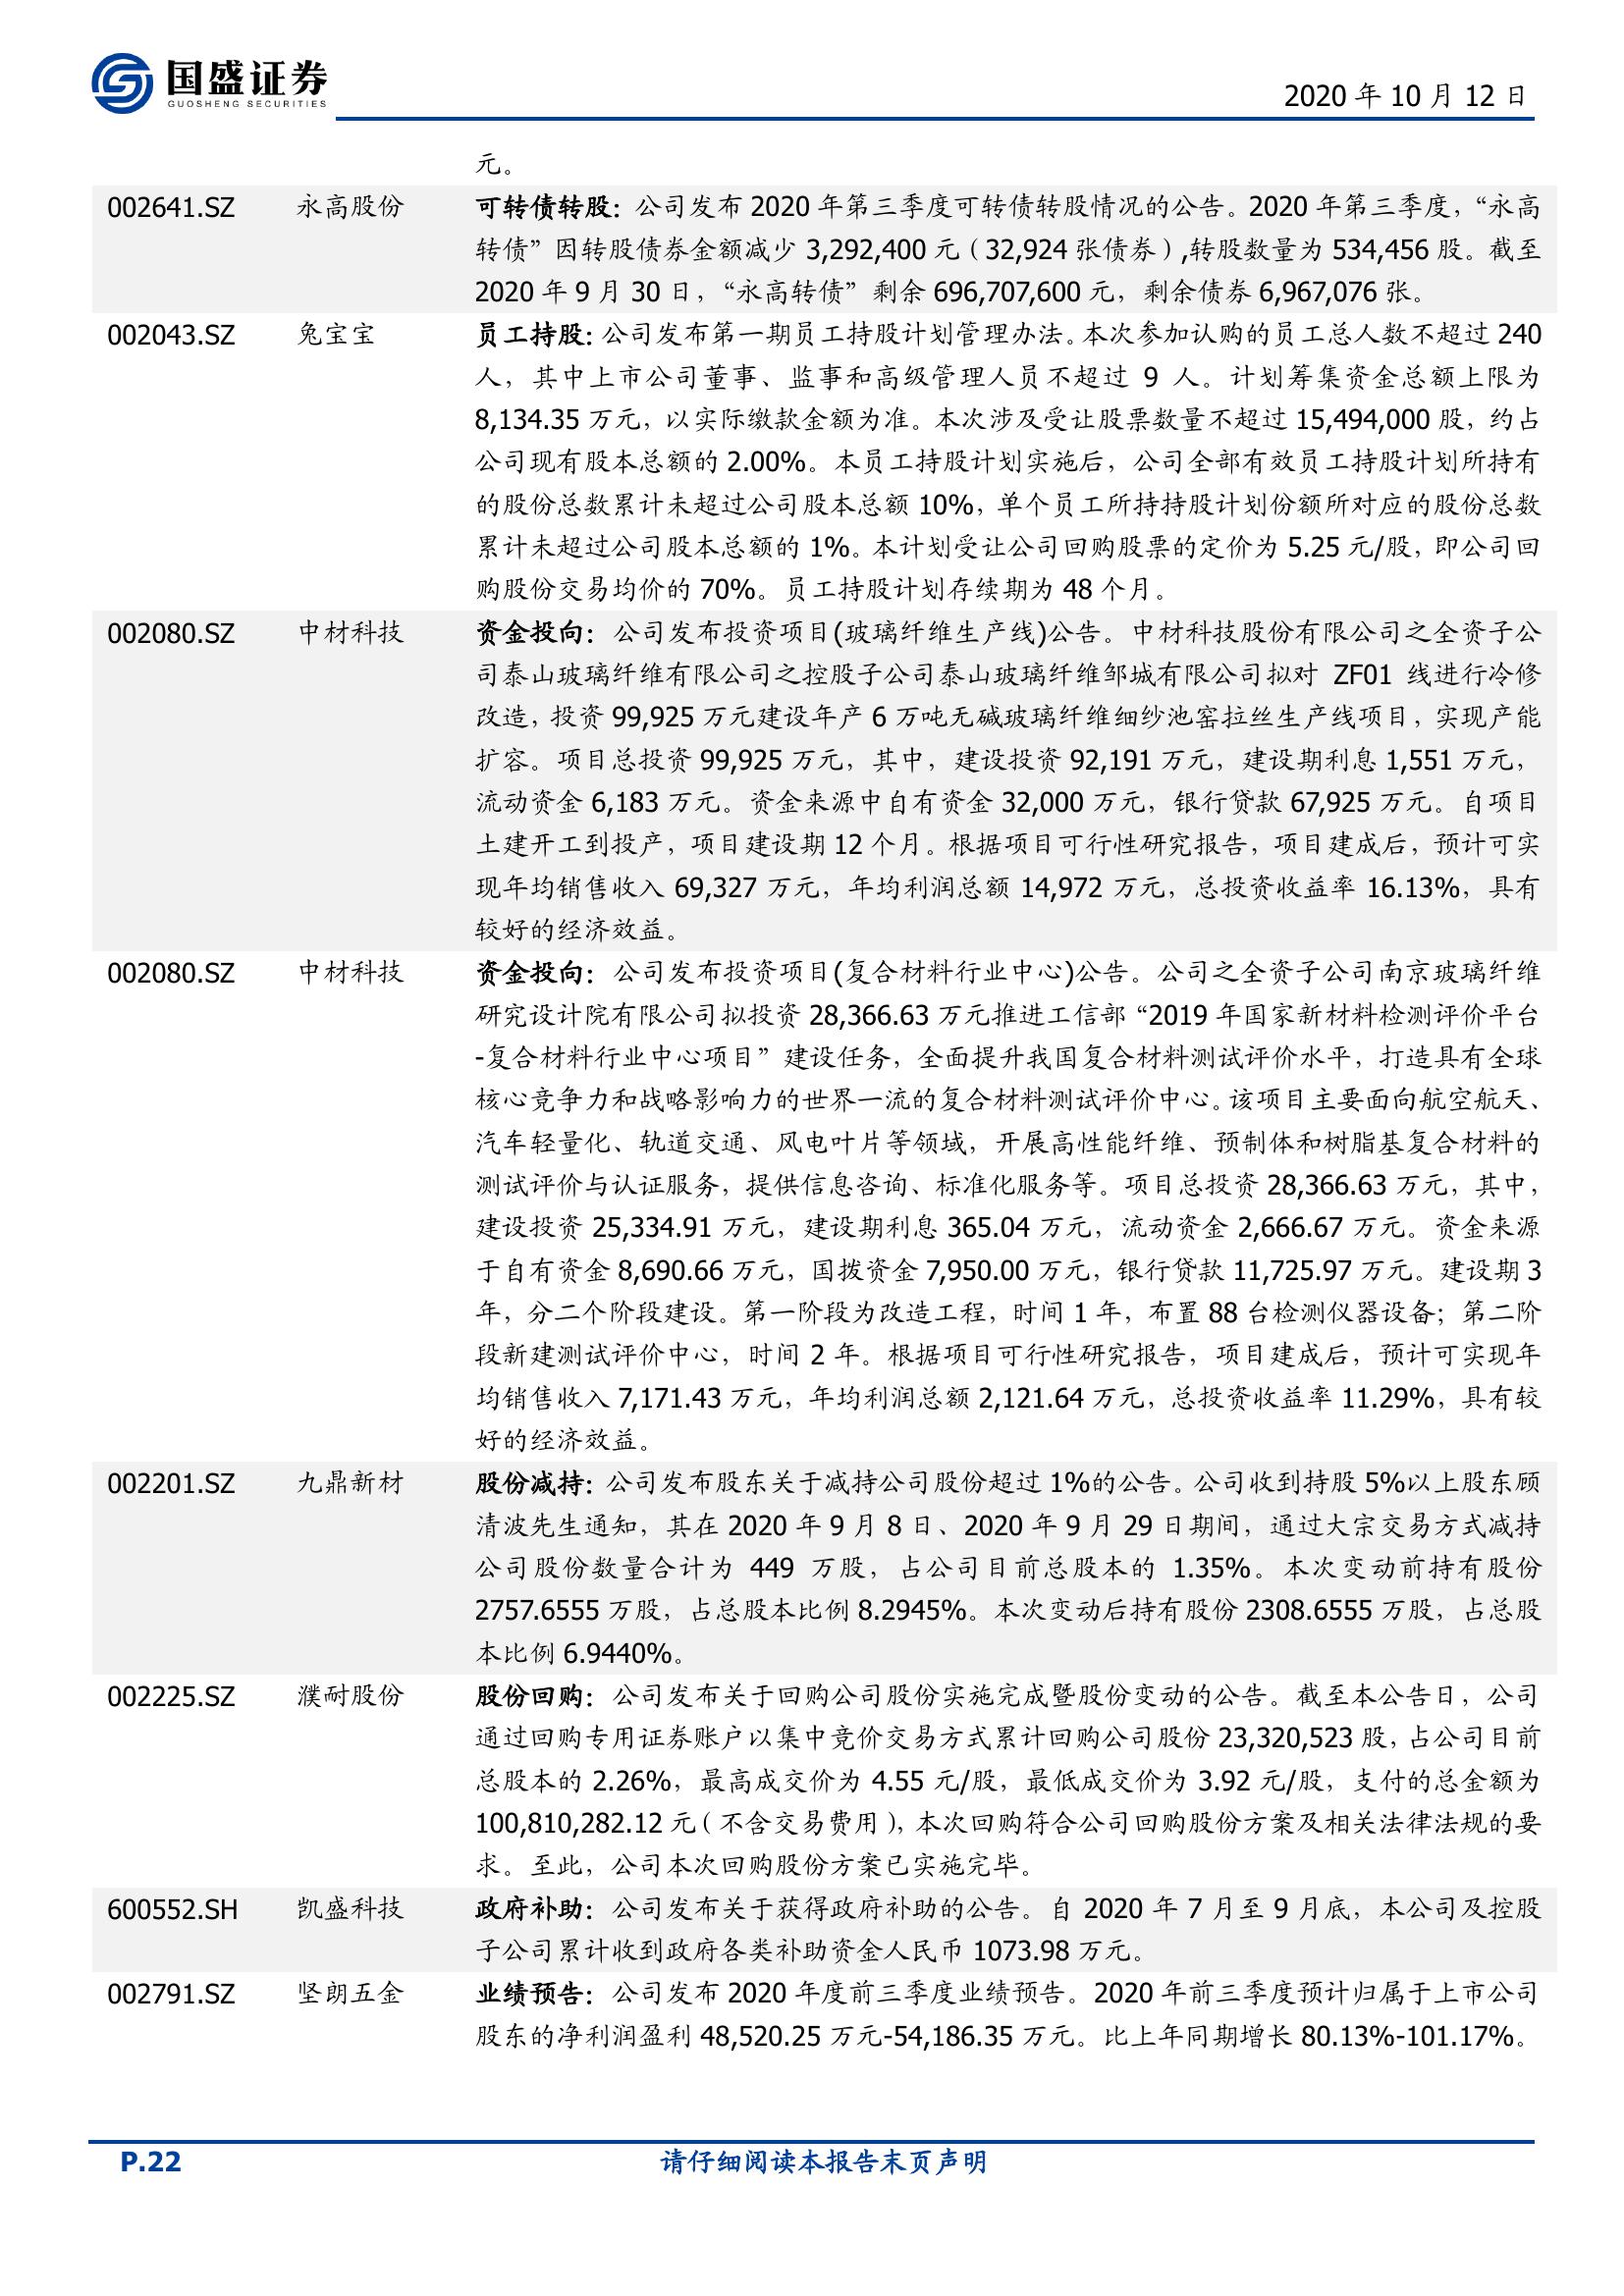 国盛证券
GUOSHENG SECURITIES
2020 年 10 月 12 日
元。
002641.SZ 永高股份 可转债转股：公司发布 2020 年第三季度可转债转股情况的公告。2020 年第三季度，“永高
转债”因转股债券金额减少 3,292,400 元（32,924 张债券）,转股数量为 534,456 股。截至
2020 年 9 月 30 日，“永高转债”剩余 696,707,600 元，剩余债券 6,967,076 张。
002043.SZ 兔宝宝 员工持股：公司发布第一期员工持股计划管理办法。本次参加认购的员工总人数不超过 240
人，其中上市公司董事、监事和高级管理人员不超过 9 人。计划筹集资金总额上限为
8,134.35 万元，以实际缴款金额为准。本次涉及受让股票数量不超过 15,494,000 股，约占
公司现有股本总额的 2.00%。本员工持股计划实施后，公司全部有效员工持股计划所持有
的股份总数累计未超过公司股本总额 10%，单个员工所持持股计划份额所对应的股份总数
累计未超过公司股本总额的 1%。本计划受让公司回购股票的定价为 5.25 元/股，即公司回
购股份交易均价的 70%。员工持股计划存续期为 48 个月。
002080.SZ 中材科技 资金投向：公司发布投资项目(玻璃纤维生产线)公告。中材科技股份有限公司之全资子公
司泰山玻璃纤维有限公司之控股子公司泰山玻璃纤维邹城有限公司拟对 ZF01 线进行冷修
改造，投资 99,925 万元建设年产 6 万吨无碱玻璃纤维细纱池窑拉丝生产线项目，实现产能
扩容。项目总投资 99,925 万元，其中，建设投资 92,191 万元，建设期利息 1,551 万元，
流动资金 6,183 万元。资金来源中自有资金 32,000 万元，银行贷款 67,925 万元。自项目
土建开工到投产，项目建设期 12 个月。根据项目可行性研究报告，项目建成后，预计可实
现年均销售收入 69,327 万元，年均利润总额 14,972 万元，总投资收益率 16.13%，具有
较好的经济效益。
002080.SZ 中材科技 资金投向：公司发布投资项目(复合材料行业中心)公告。公司之全资子公司南京玻璃纤维
研究设计院有限公司拟投资 28,366.63 万元推进工信部“2019 年国家新材料检测评价平台
-复合材料行业中心项目”建设任务，全面提升我国复合材料测试评价水平，打造具有全球
核心竞争力和战略影响力的世界一流的复合材料测试评价中心。该项目主要面向航空航天、
汽车轻量化、轨道交通、风电叶片等领域，开展高性能纤维、预制体和树脂基复合材料的
测试评价与认证服务，提供信息咨询、标准化服务等。项目总投资 28,366.63 万元，其中，
建设投资 25,334.91 万元，建设期利息 365.04 万元，流动资金 2,666.67 万元。资金来源
于自有资金 8,690.66 万元，国拨资金 7,950.00 万元，银行贷款 11,725.97 万元。建设期 3
年，分二个阶段建设。第一阶段为改造工程，时间 1 年，布置 88 台检测仪器设备；第二阶
段新建测试评价中心，时间 2 年。根据项目可行性研究报告，项目建成后，预计可实现年
均销售收入 7,171.43 万元，年均利润总额 2,121.64 万元，总投资收益率 11.29%，具有较
好的经济效益。
002201.SZ 九鼎新材 股份减持：公司发布股东关于减持公司股份超过 1%的公告。公司收到持股 5%以上股东顾
清波先生通知，其在 2020 年 9 月 8 日、2020 年 9 月 29 日期间，通过大宗交易方式减持
公司股份数量合计为 449 万股，占公司目前总股本的 1.35%。本次变动前持有股份
2757.6555 万股，占总股本比例 8.2945%。本次变动后持有股份 2308.6555 万股，占总股
本比例 6.9440%。
002225.SZ 濮耐股份 股份回购：公司发布关于回购公司股份实施完成暨股份变动的公告。截至本公告日，公司
通过回购专用证券账户以集中竞价交易方式累计回购公司股份 23,320,523 股，占公司目前
总股本的 2.26%，最高成交价为 4.55 元/股，最低成交价为 3.92 元/股，支付的总金额为
100,810,282.12 元（不含交易费用），本次回购符合公司回购股份方案及相关法律法规的要
求。至此，公司本次回购股份方案已实施完毕。
600552.SH 凯盛科技 政府补助：公司发布关于获得政府补助的公告。自 2020 年 7 月至 9 月底，本公司及控股
子公司累计收到政府各类补助资金人民币 1073.98 万元。
002791.SZ 坚朗五金 业绩预告：公司发布 2020 年度前三季度业绩预告。2020 年前三季度预计归属于上市公司
股东的净利润盈利 48,520.25 万元-54,186.35 万元。比上年同期增长 80.13%-101.17%。
P.22 请仔细阅读本报告末页声明